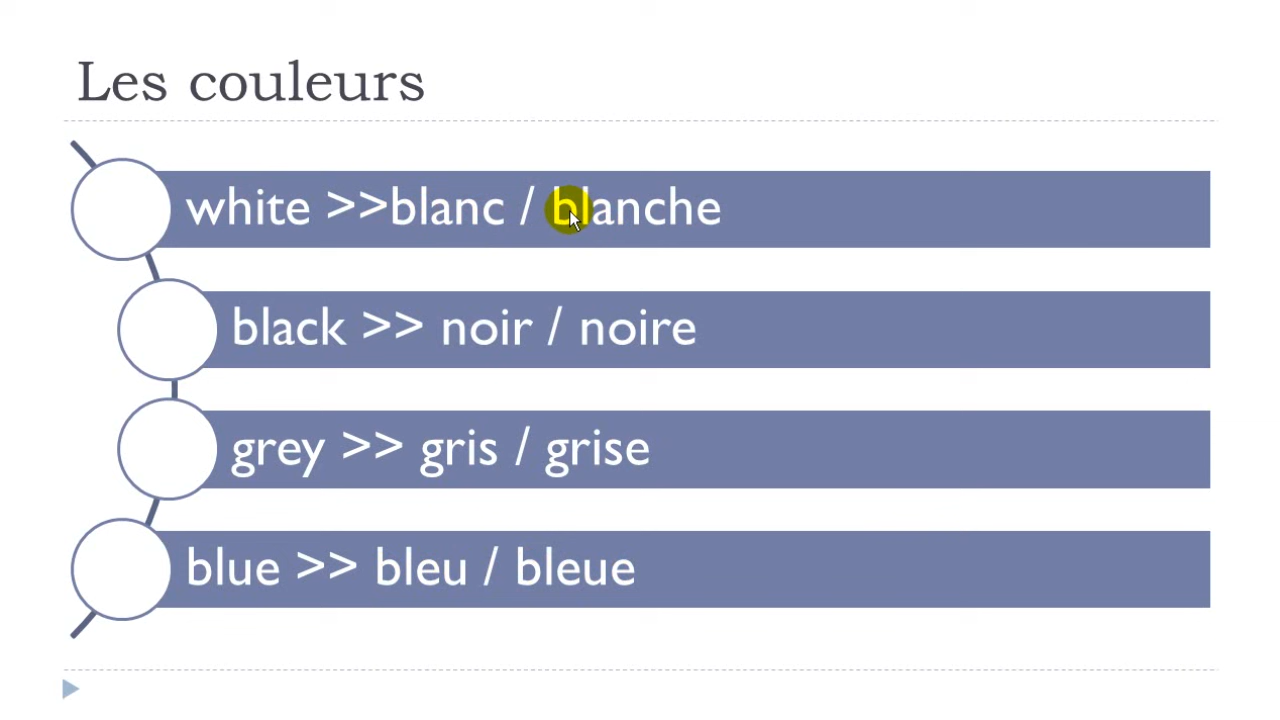 Les couleurs
white >>blanc / blanche
black >> noir / noire
grey >> gris / grise
blue >> bleu / bleue